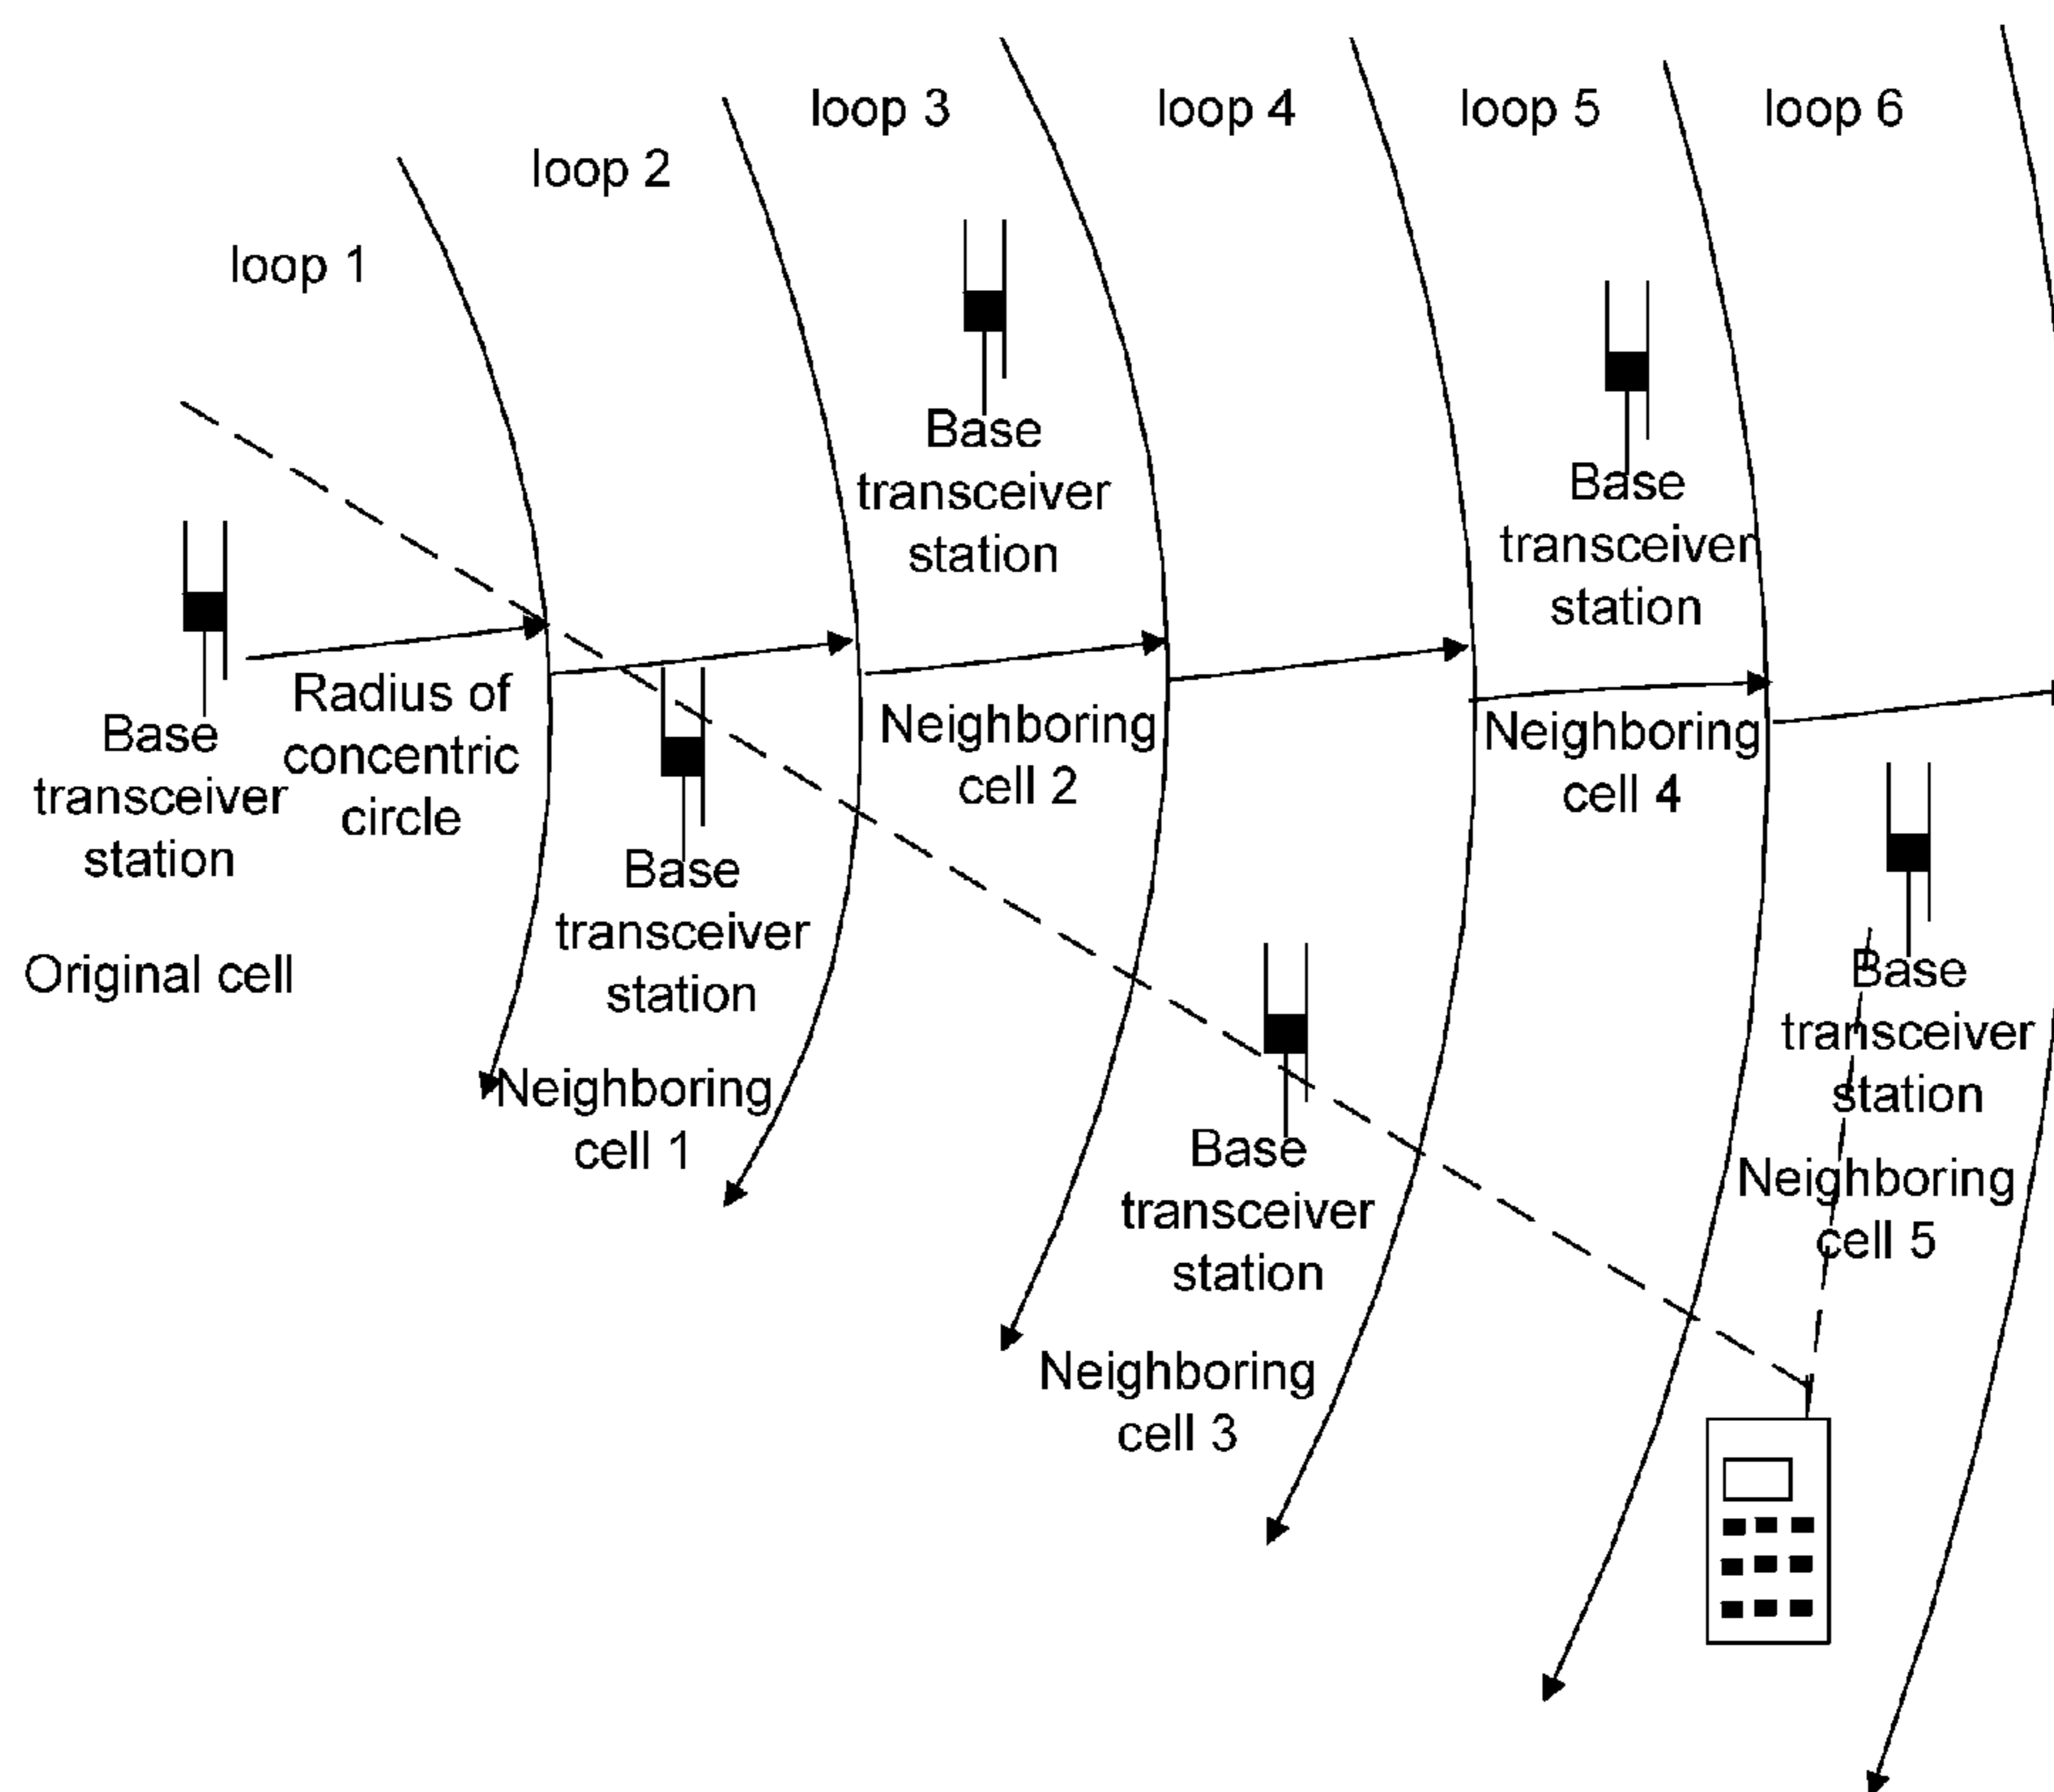 loop 1
loop 2
loop 3
loop 4
loop 5
loop 6
Base
transceiver
station
Original cell
Radius of
concentric
circle
Base
transceiver
station
Neighboring
cell 1
Base
transceiver
station
Neighboring
cell 2
Base
transceiver
station
Neighboring
cell 3
Base
transceiver
station
Neighboring
cell 4
Base
transceiver
station
Neighboring
cell 5